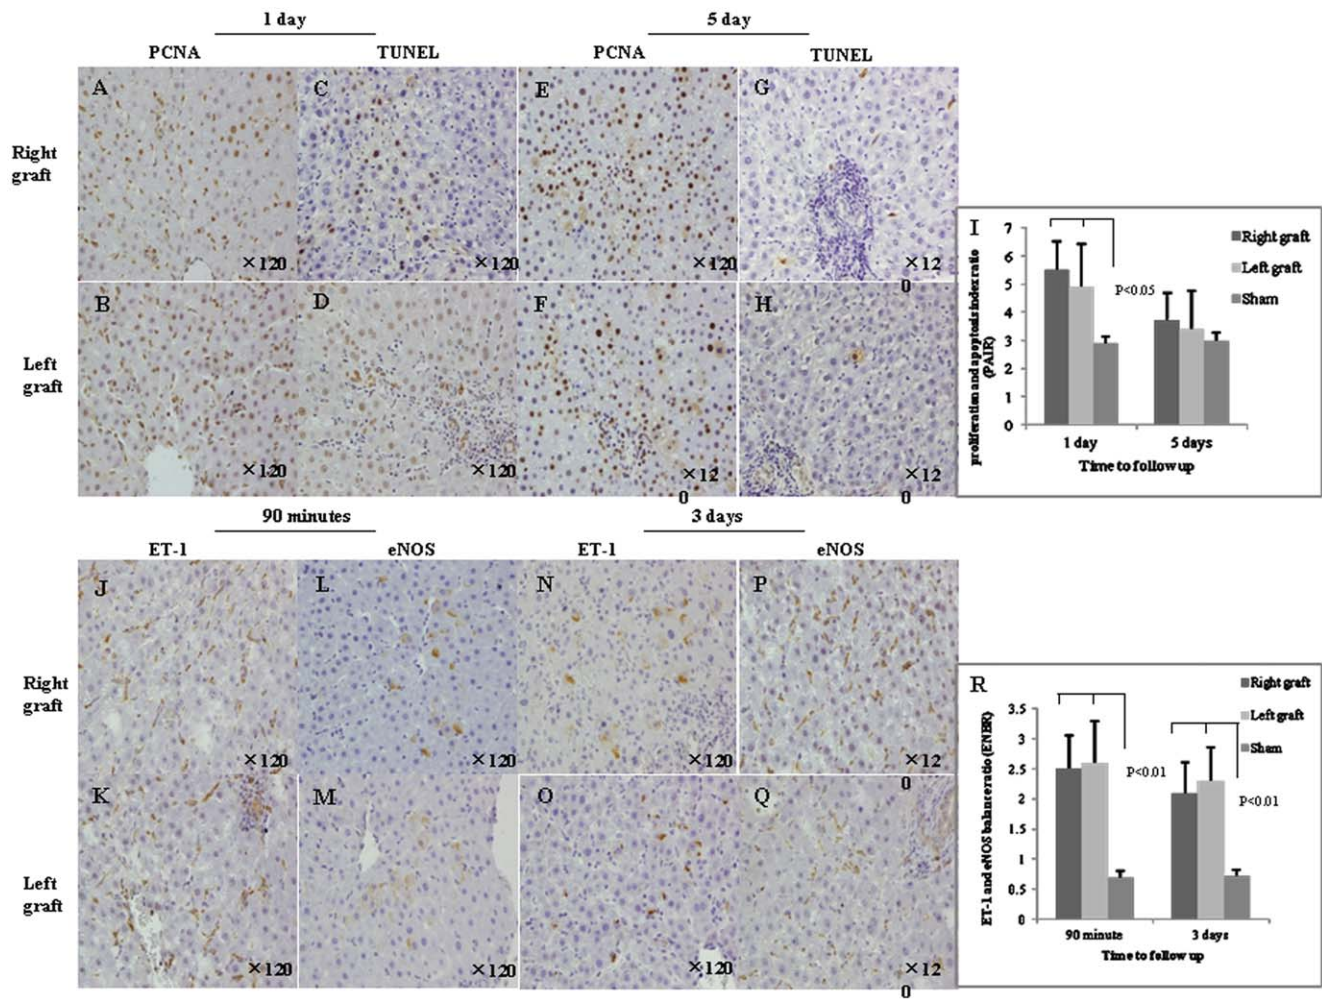 1 day
5 day
PCNA
TUNEL
PCNA
TUNEL
A
C
E
G
Right
graft
×120
×120
×120
×12
0
B
D
F
H
Left
graft
×120
×120
×12
0
×12
0
I
7
6
5
4
3
2
1
0
proliferation and apoptosis index ratio
(PAIR)
Right graft
Left graft
Sham
P<0.05
1 day
5 days
Time to follow up
90 minutes
3 days
ET-1
eNOS
ET-1
eNOS
J
L
N
P
Right
graft
×120
×120
×120
×12
0
K
M
O
Q
Left
graft
×120
×120
×120
×12
0
R
3.5
3
2.5
2
1.5
1
0.5
0
ET-1 and eNOS balance ratio (ENBR)
Right graft
Left graft
Sham
P<0.01
P<0.01
90 minute
3 days
Time to follow up